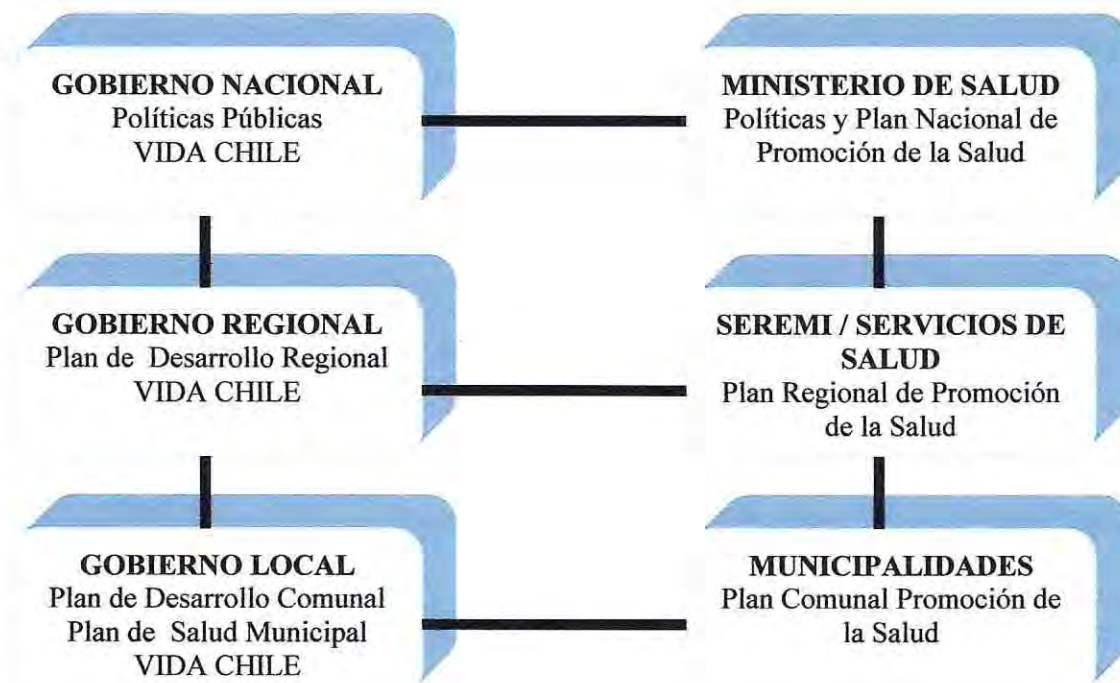 GOBIERNO NACIONAL
Políticas Públicas
VIDA CHILE
MINISTERIO DE SALUD
Políticas y Plan Nacional de
Promoción de la Salud
GOBIERNO REGIONAL
Plan de Desarrollo Regional
VIDA CHILE
SEREMI / SERVICIOS DE
SALUD
Plan Regional de Promoción
de la Salud
GOBIERNO LOCAL
Plan de Desarrollo Comunal
Plan de Salud Municipal
VIDA CHILE
MUNICIPALIDADES
Plan Comunal Promoción de
la Salud